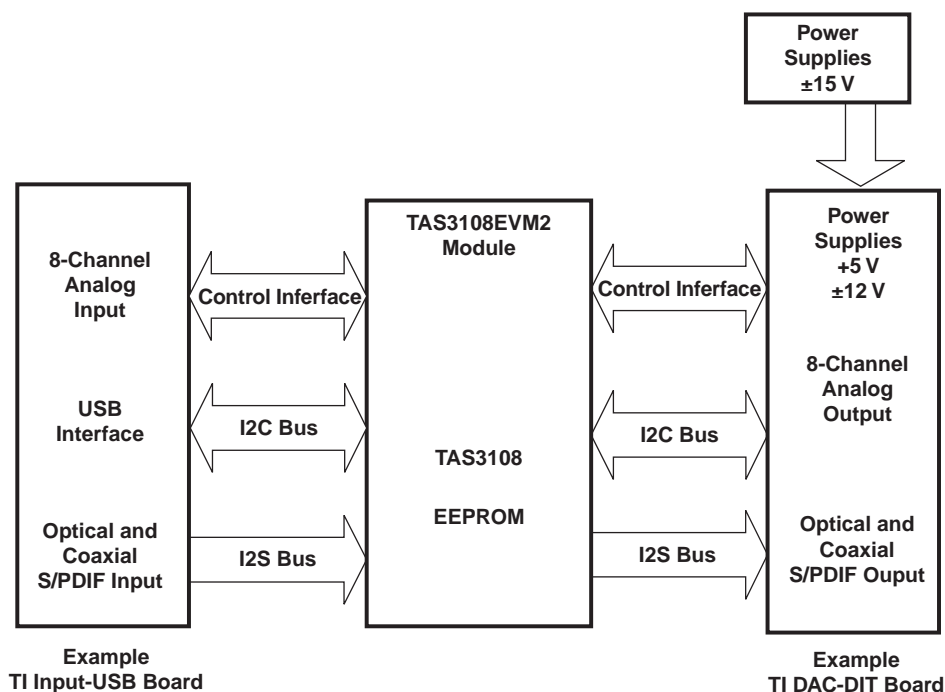 Power
Supplies
±15 V
8-Channel
Analog
Input
USB
Interface
Optical and
Coaxial
S/PDIF Input
Example
TI Input-USB Board
Control Inferface
I2C Bus
I2S Bus
TAS3108EVM2
Module
TAS3108
EEPROM
Control Inferface
I2C Bus
I2S Bus
Power
Supplies
+5 V
±12 V
8-Channel
Analog
Output
Optical and
Coaxial
S/PDIF Ouput
Example
TI DAC-DIT Board